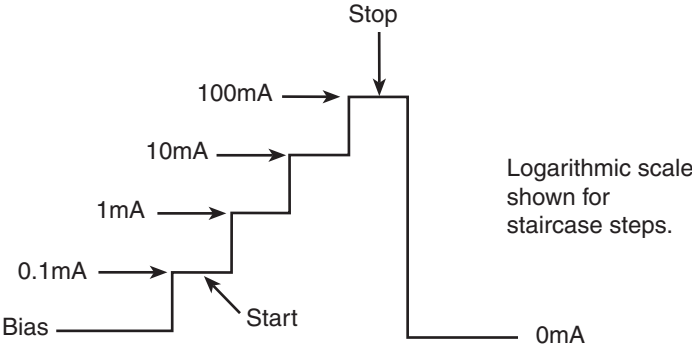 Stop
100mA
10mA
Logarithmic scale
shown for
staircase steps.
1mA
0.1mA
Start
Bias
0mA